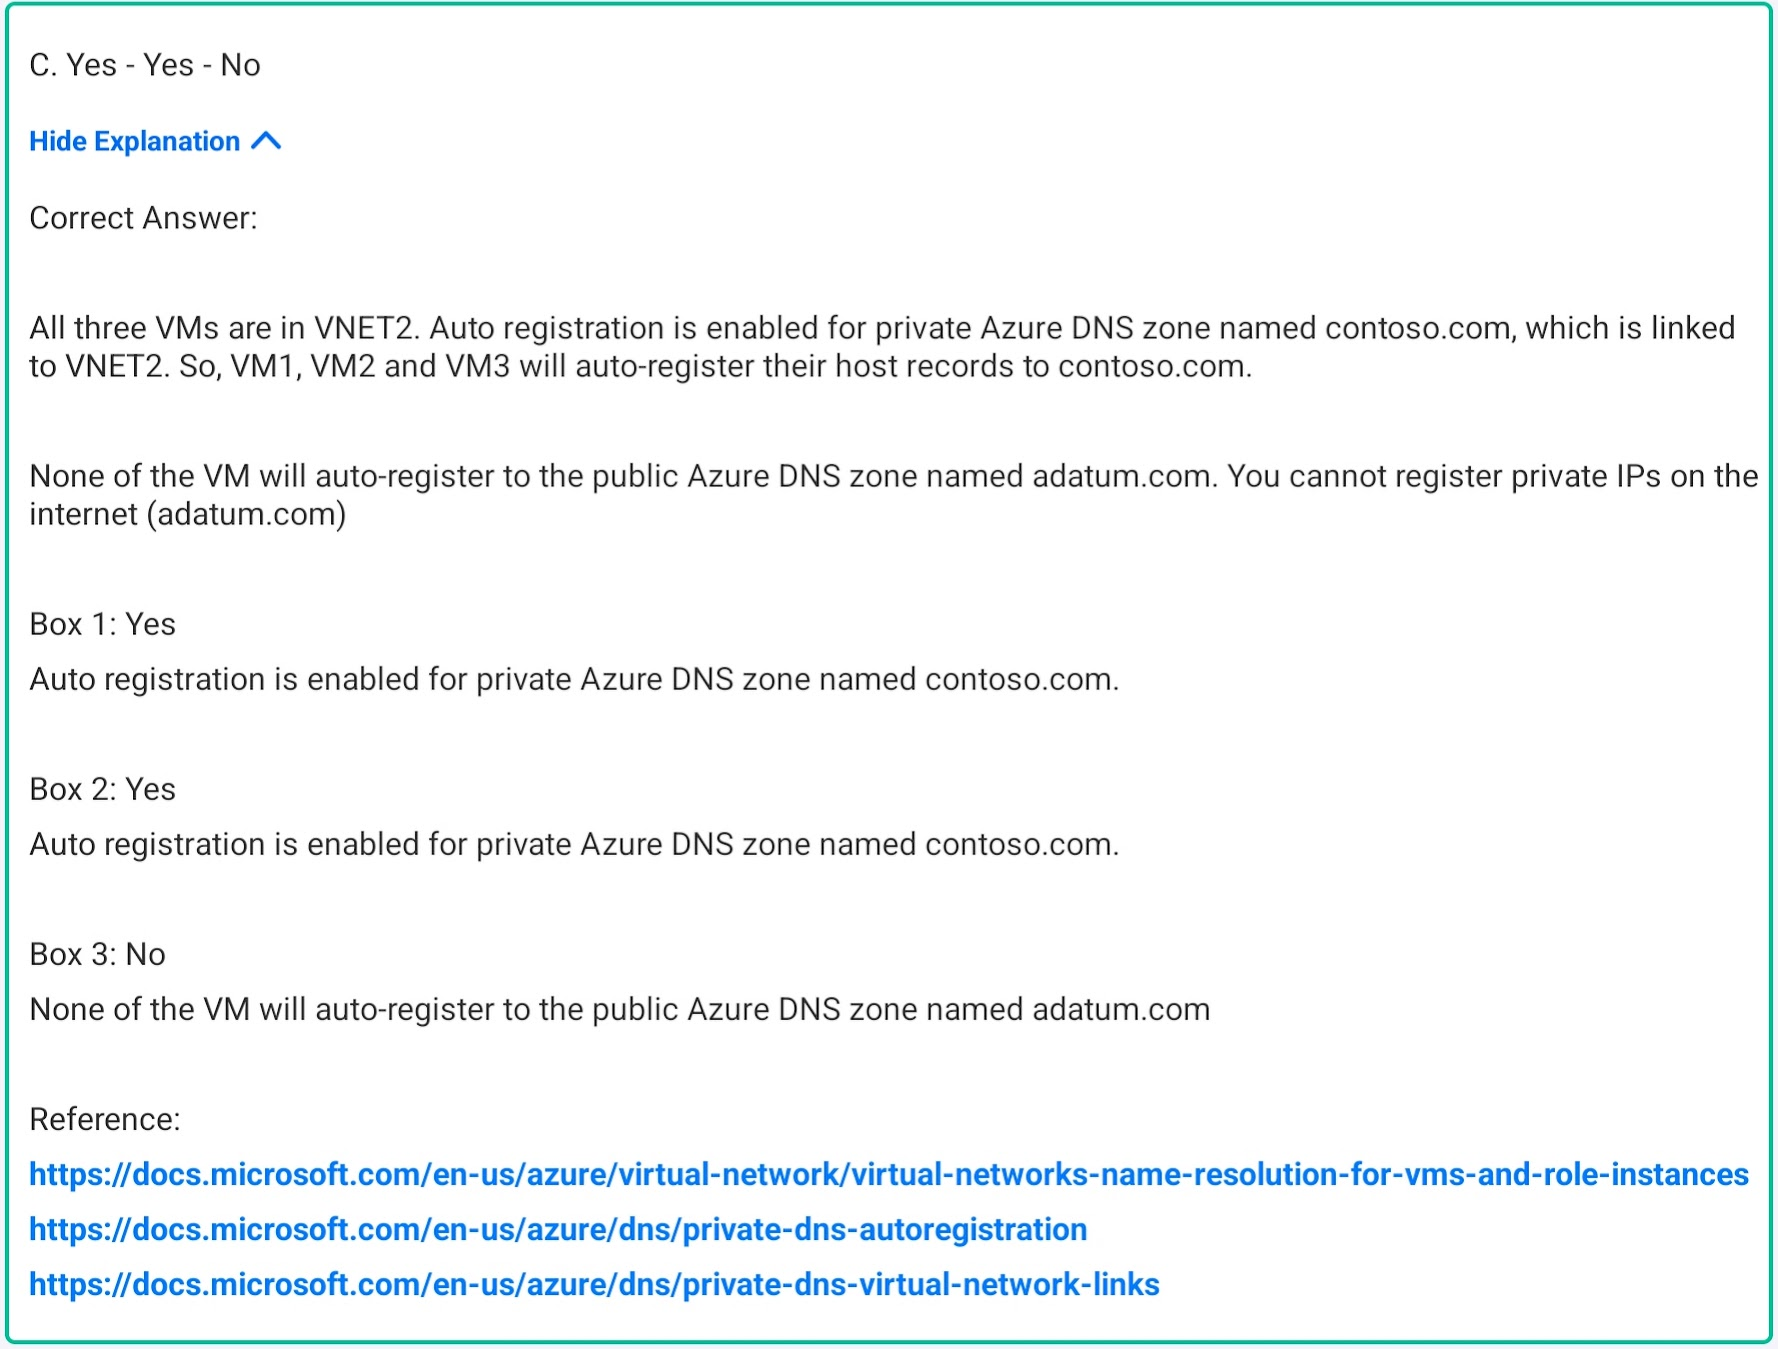 C. Yes - Yes - No
Hide Explanation
Correct Answer:
All three VMs are in VNET2. Auto registration is enabled for private Azure DNS zone named contoso.com, which is linked
to VNET2. So, VM1, VM2 and VM3 will auto-register their host records to contoso.com.
None of the VM will auto-register to the public Azure DNS zone named adatum.com. You cannot register private IPs on the
internet (adatum.com)
Box 1: Yes
Auto registration is enabled for private Azure DNS zone named contoso.com.
Box 2: Yes
Auto registration is enabled for private Azure DNS zone named contoso.com.
Box 3: No
None of the VM will auto-register to the public Azure DNS zone named adatum.com
Reference:
https://docs.microsoft.com/en-us/azure/virtual-network/virtual-networks-name-resolution-for-vms-and-role-instances
https://docs.microsoft.com/en-us/azure/dns/private-dns-autoregistration
https://docs.microsoft.com/en-us/azure/dns/private-dns-virtual-network-links